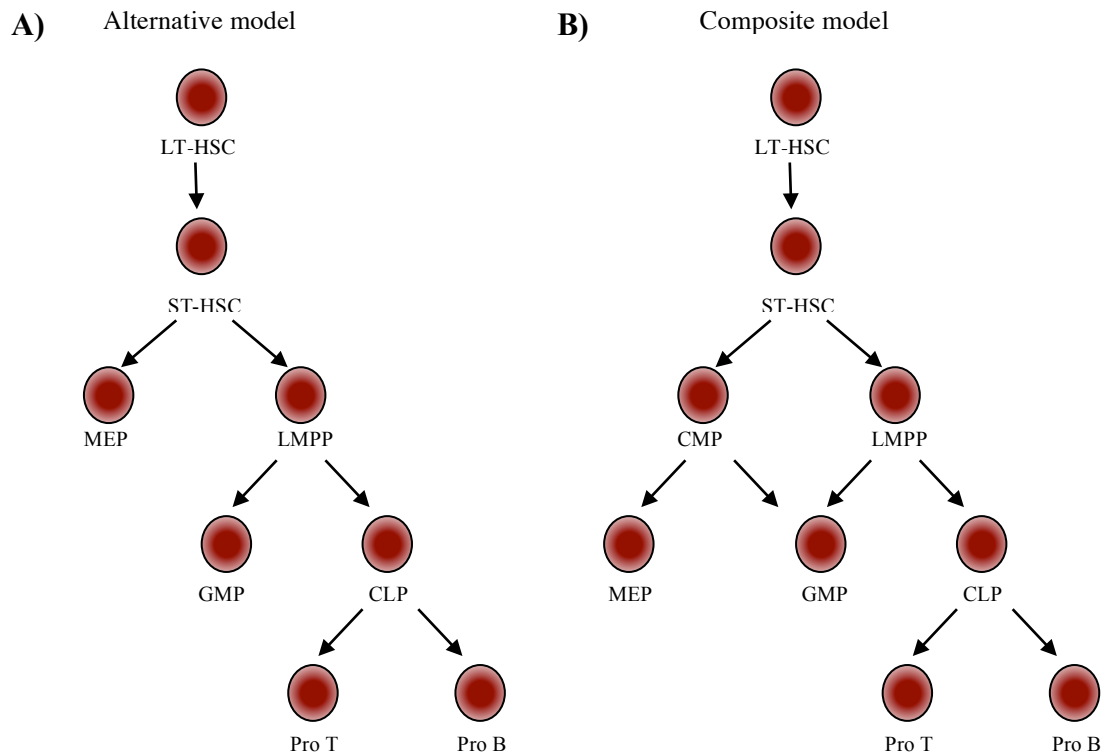 A) Alternative model
LT-HSC
ST-HSC
MEP LMPP
GMP CLP
Pro T Pro B
B) Composite model
LT-HSC
ST-HSC
CMP LMPP
MEP GMP CLP
Pro T Pro B